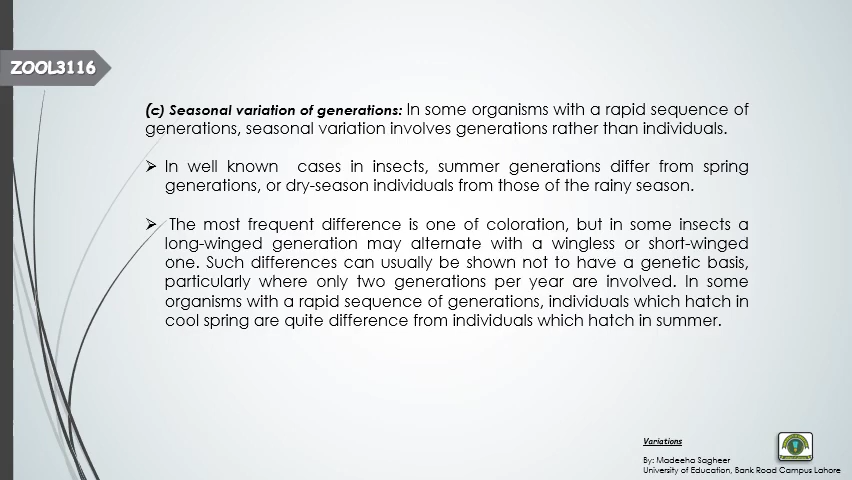 ZOOL3116
(c) Seasonal variation of generations: In some organisms with a rapid sequence of
generations, seasonal variation involves generations rather than individuals.
➢ In well known cases in insects, summer generations differ from spring
generations, or dry-season individuals from those of the rainy season.
➢ The most frequent difference is one of coloration, but in some insects a
long-winged generation may alternate with a wingless or short-winged
one. Such differences can usually be shown not to have a genetic basis,
particularly where only two generations per year are involved. In some
organisms with a rapid sequence of generations, individuals which hatch in
cool spring are quite difference from individuals which hatch in summer.
Variations
By: Madeeha Sagheer
University of Education, Bank Road Campus Lahore